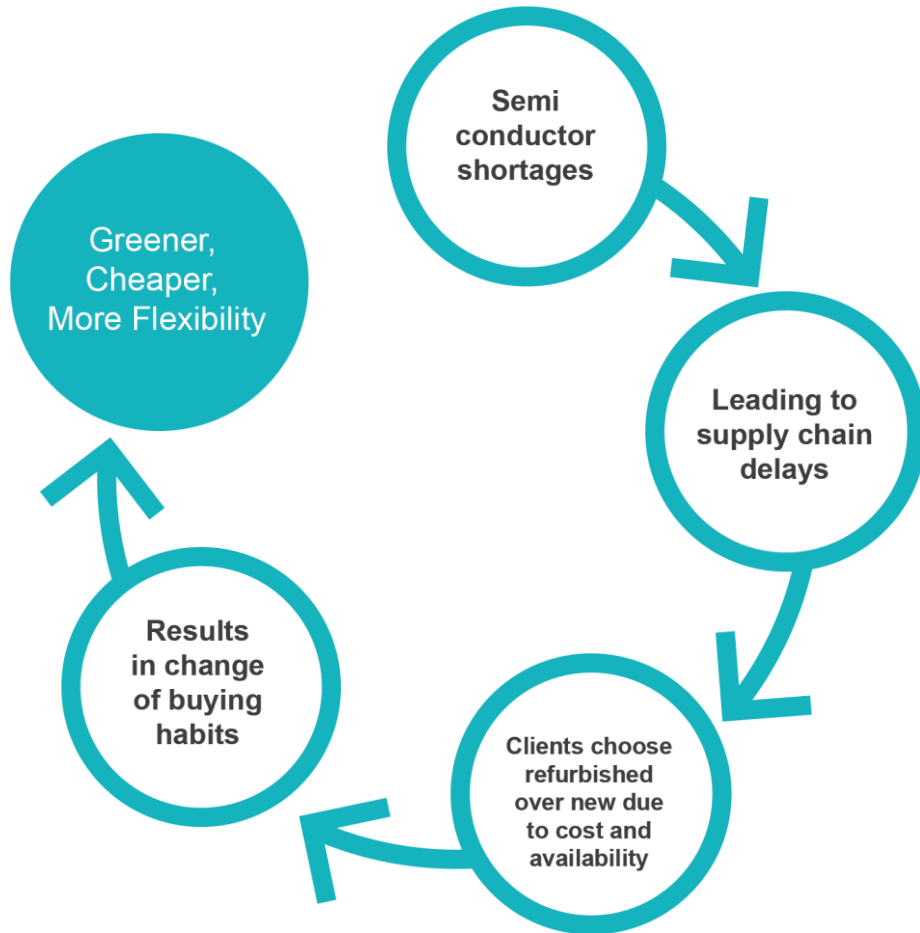 Semi
conductor
shortages
Leading to
supply chain
delays
Clients choose
refurbished
over new due
to cost and
availability
Results
in change
of buying
habits
Greener,
Cheaper,
More Flexibility